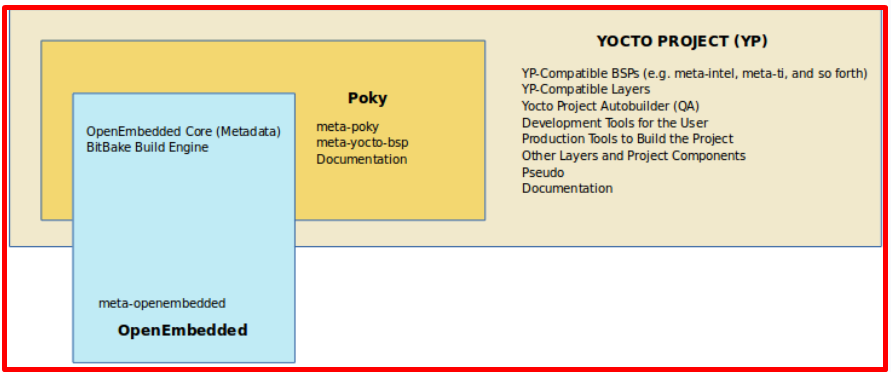 YOCTO PROJECT (YP)
YP-Compatible BSPs (e.g. meta-intel, meta-ti, and so forth)
YP-Compatible Layers
Yocto Project Autobuilder (QA)
Development Tools for the User
Production Tools to Build the Project
Other Layers and Project Components
Pseudo
Documentation
Poky
meta-poky
meta-yocto-bsp
Documentation
OpenEmbedded Core (Metadata)
BitBake Build Engine
meta-openembedded
OpenEmbedded